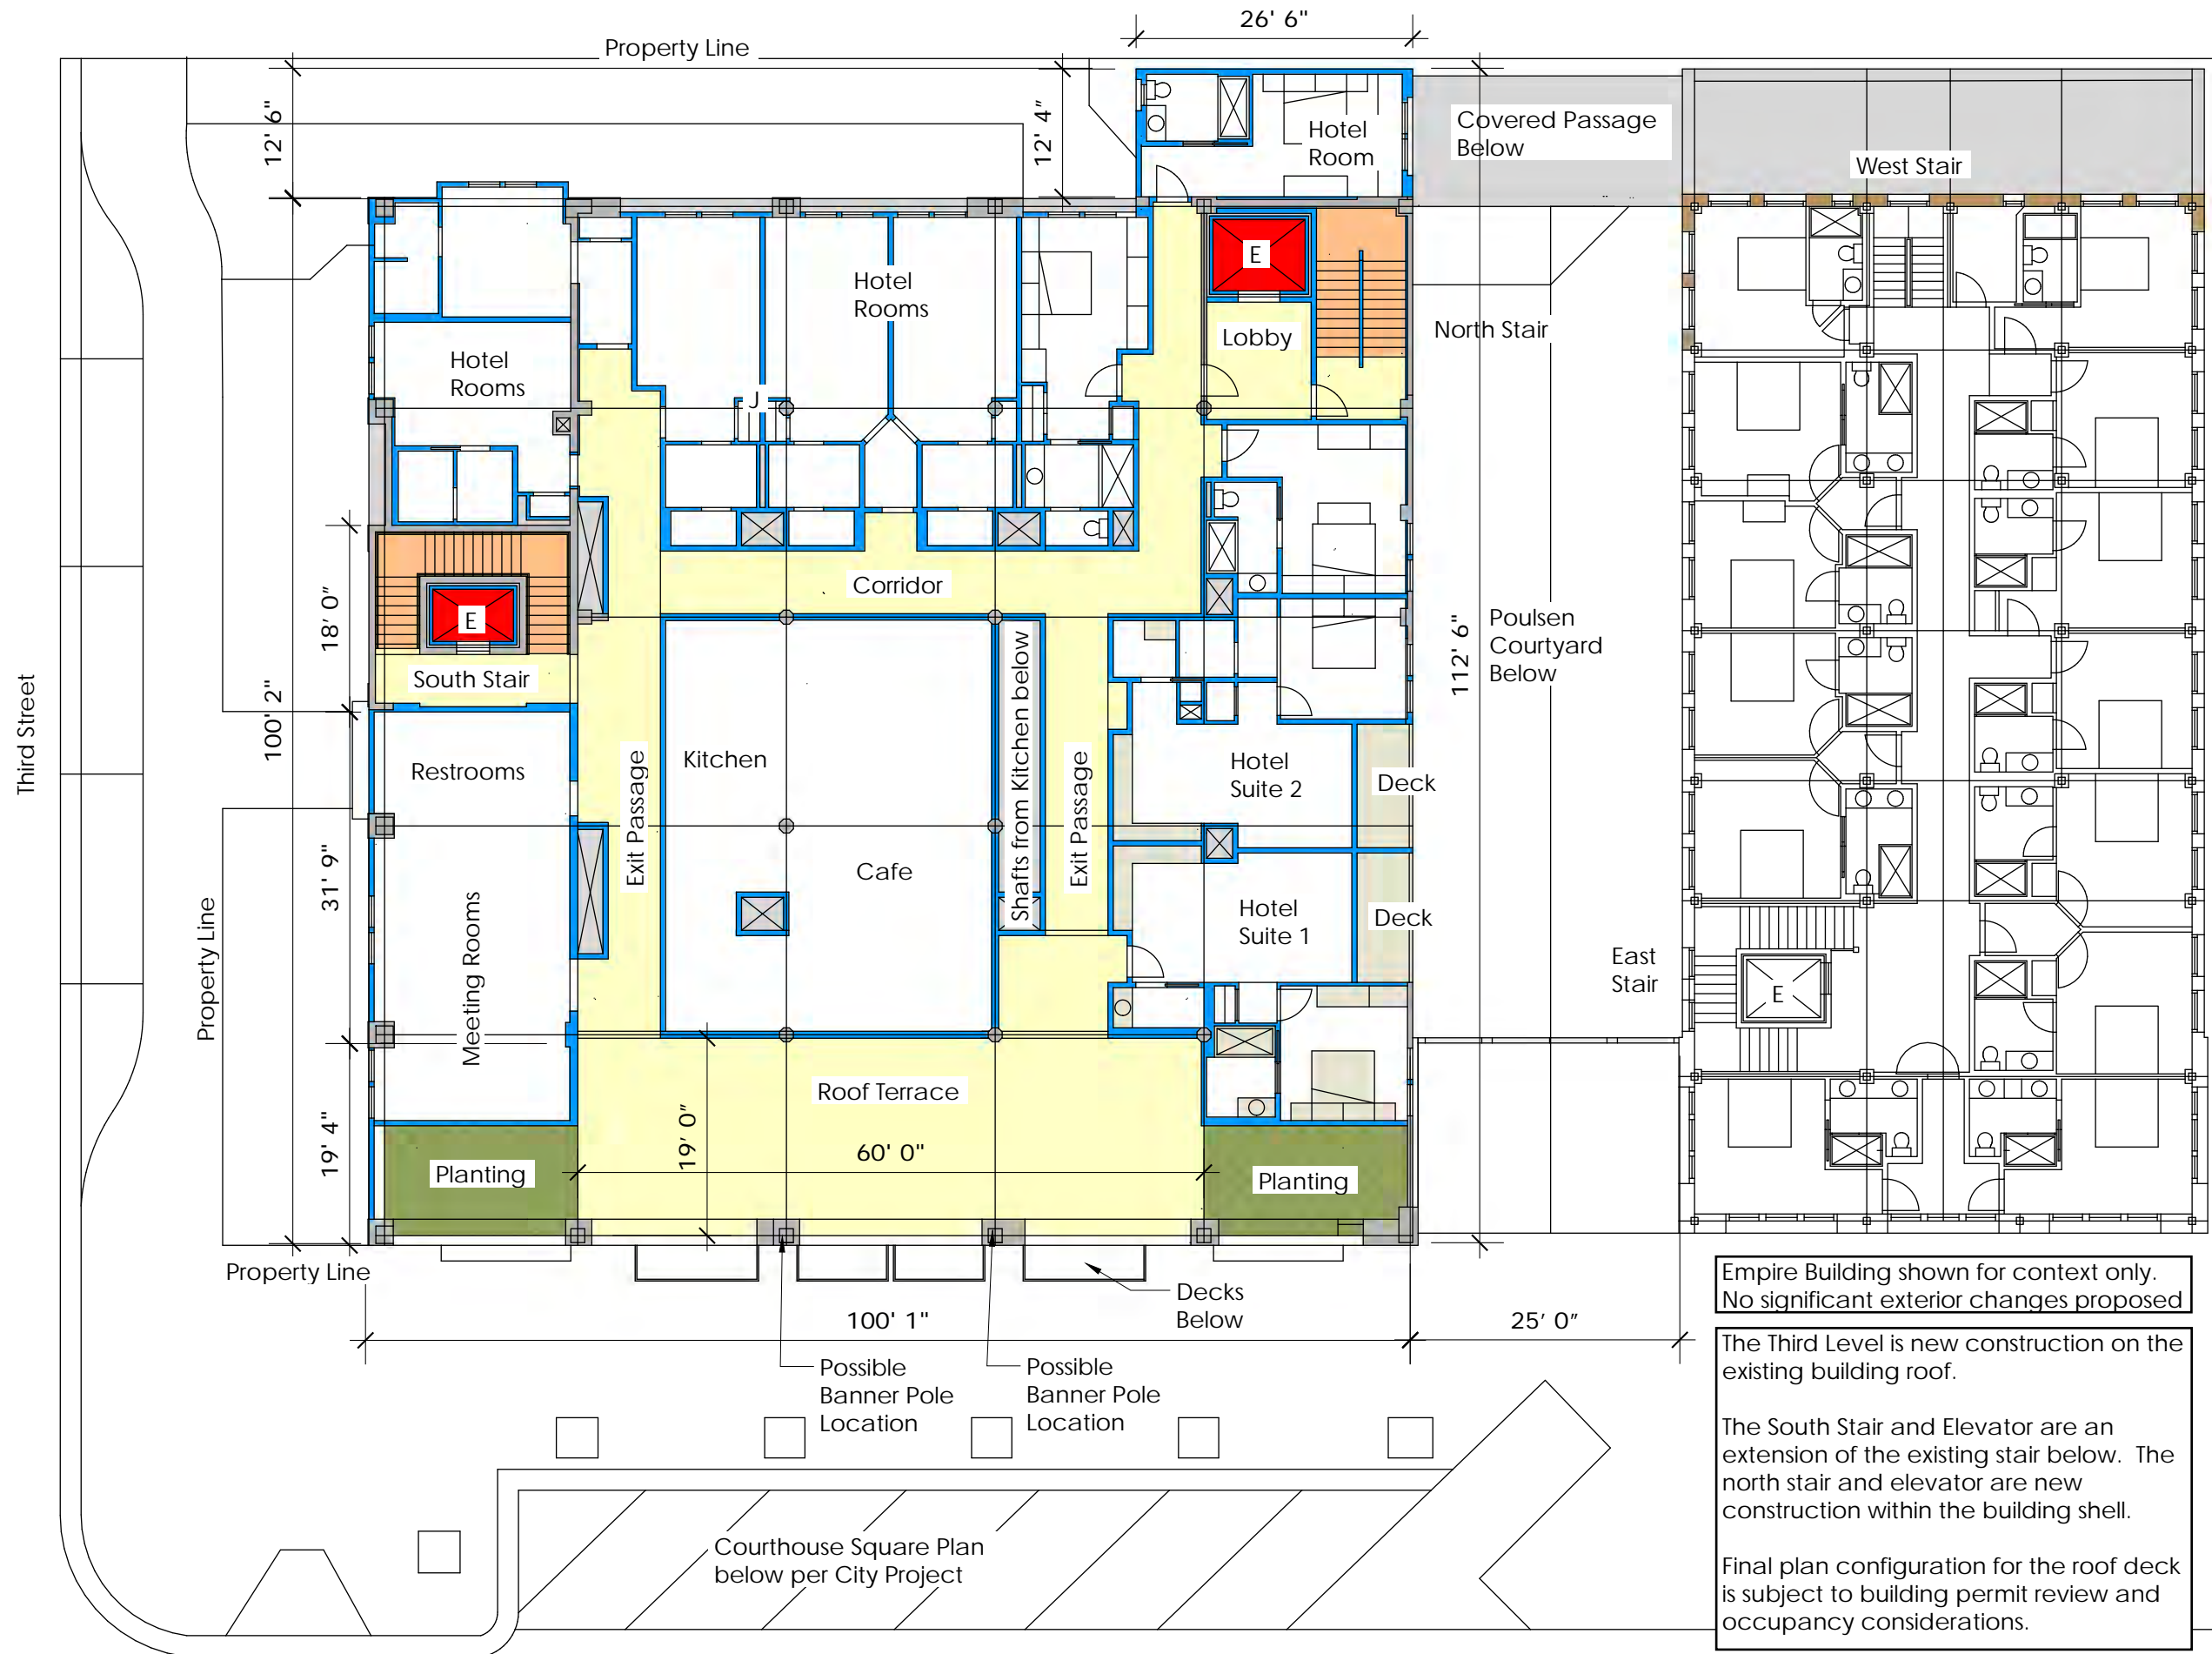 26' 6"
Property Line
12' 6"
12' 4"
Hotel
Room
Covered Passage
Below
West Stair
E
Hotel
Rooms
Lobby
North Stair
Hotel
Rooms
J
Corridor
18' 0"
E
South Stair
Shafts from Kitchen below
112' 6"
Poulsen
Courtyard
Below
Third Street
100' 2"
Restrooms
Exit Passage
Kitchen
Exit Passage
Hotel
Suite 2
Deck
31' 9"
Cafe
Meeting Rooms
Hotel
Suite 1
Deck
Property Line
East
Stair
E
19' 4"
Roof Terrace
19' 0"
60' 0"
Planting
Planting
Property Line
Decks
Below
100' 1"
25' 0"
Possible
Banner Pole
Location
Possible
Banner Pole
Location
Courthouse Square Plan
below per City Project
Empire Building shown for context only.
No significant exterior changes proposed
The Third Level is new construction on the
existing building roof.
The South Stair and Elevator are an
extension of the existing stair below. The
north stair and elevator are new
construction within the building shell.
Final plan configuration for the roof deck
is subject to building permit review and
occupancy considerations.